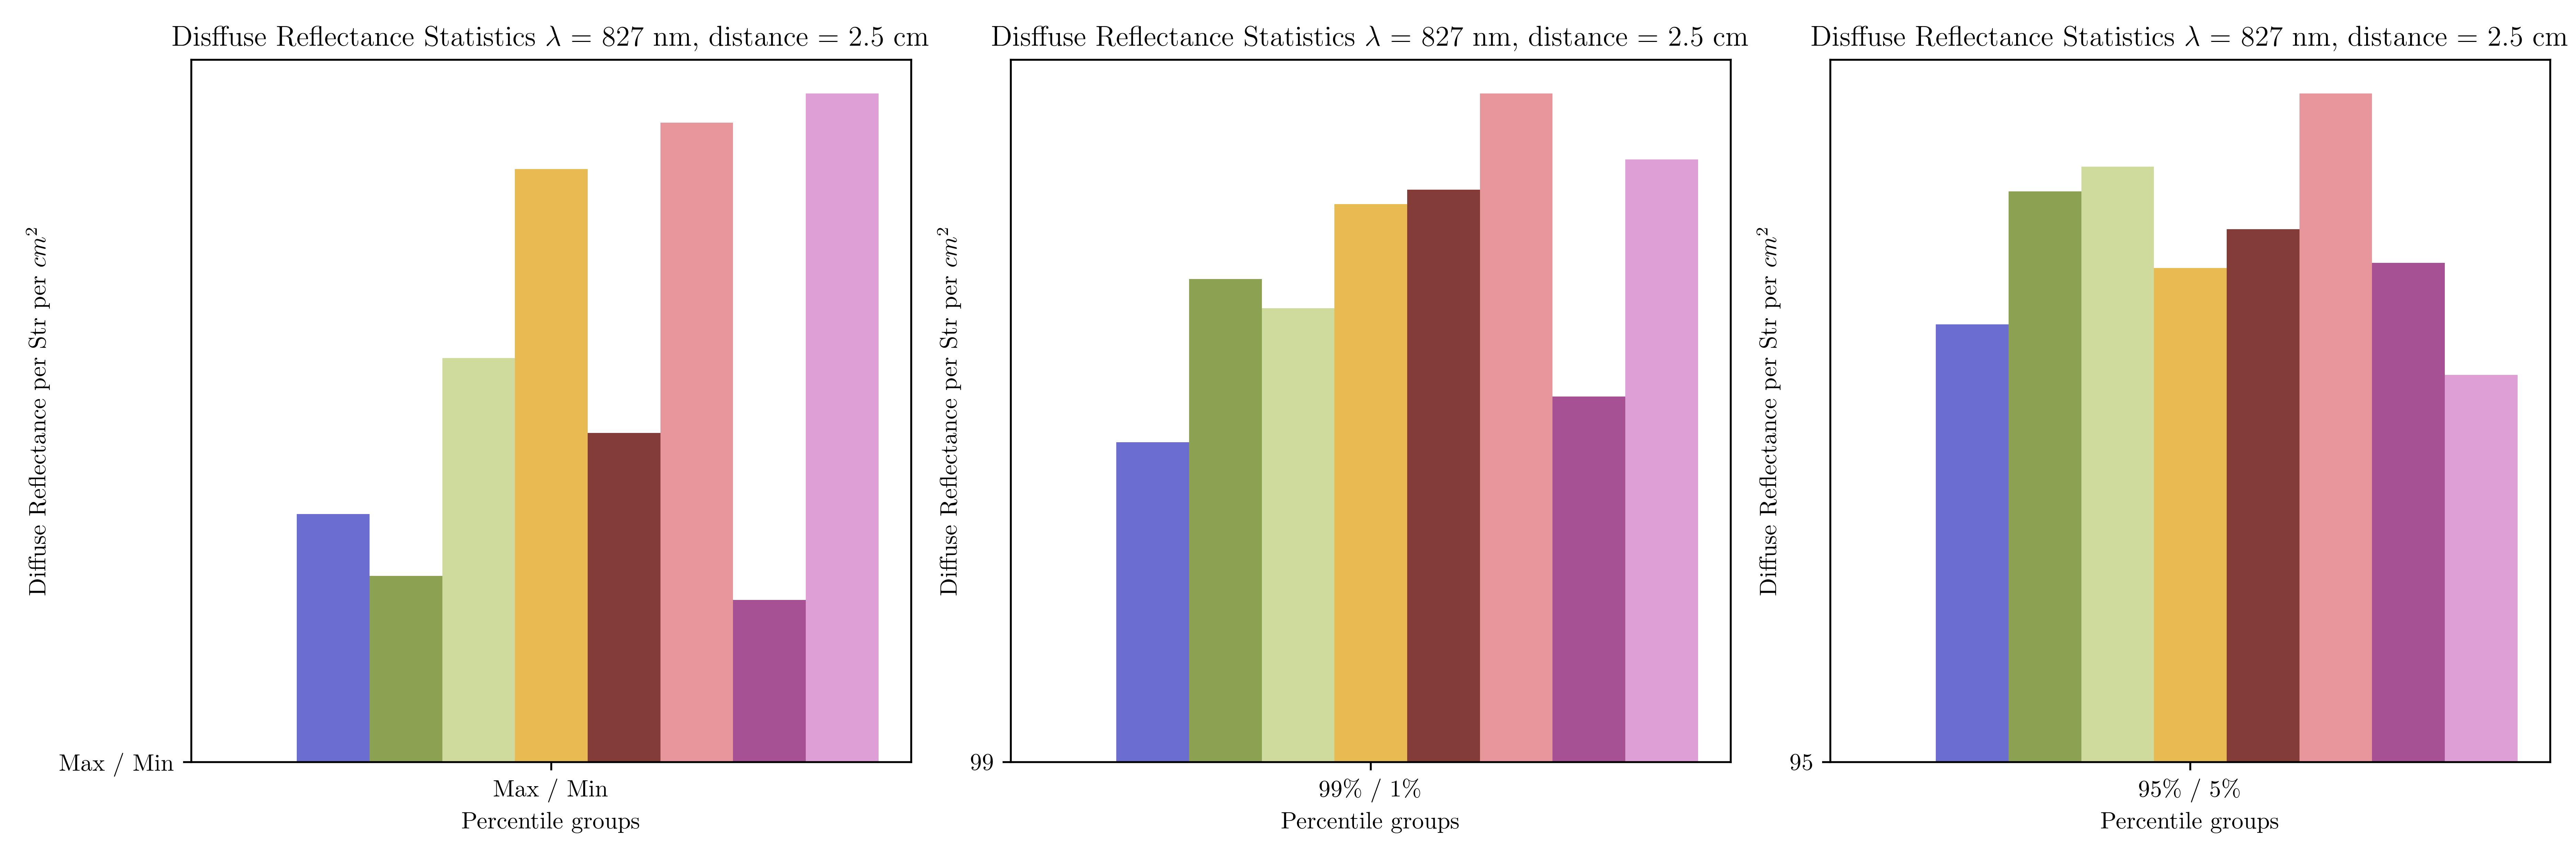 Disffuse Reflectance Statistics λ = 827 nm, distance = 2.5 cm
Diffuse Reflectance per Str per cm²
Max / Min
Max / Min
Percentile groups
Disffuse Reflectance Statistics λ = 827 nm, distance = 2.5 cm
Diffuse Reflectance per Str per cm²
99
99% / 1%
Percentile groups
Disffuse Reflectance Statistics λ = 827 nm, distance = 2.5 cm
Diffuse Reflectance per Str per cm²
95
95% / 5%
Percentile groups